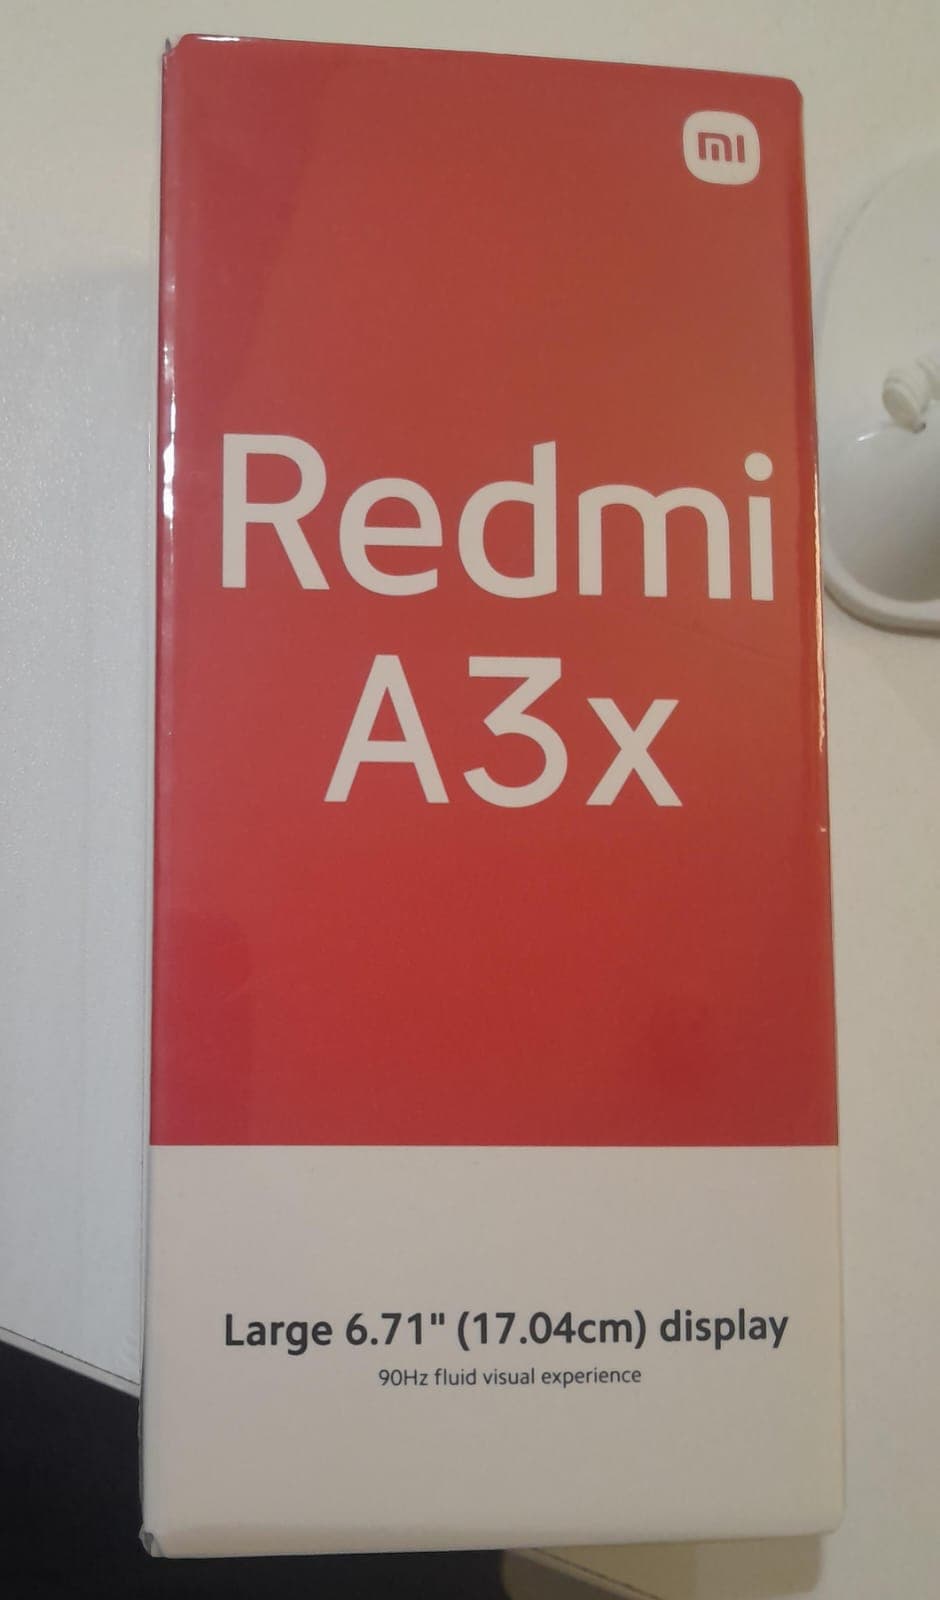 mi
Redmi
A3x
Large 6.71" (17.04cm) display
90Hz fluid visual experience